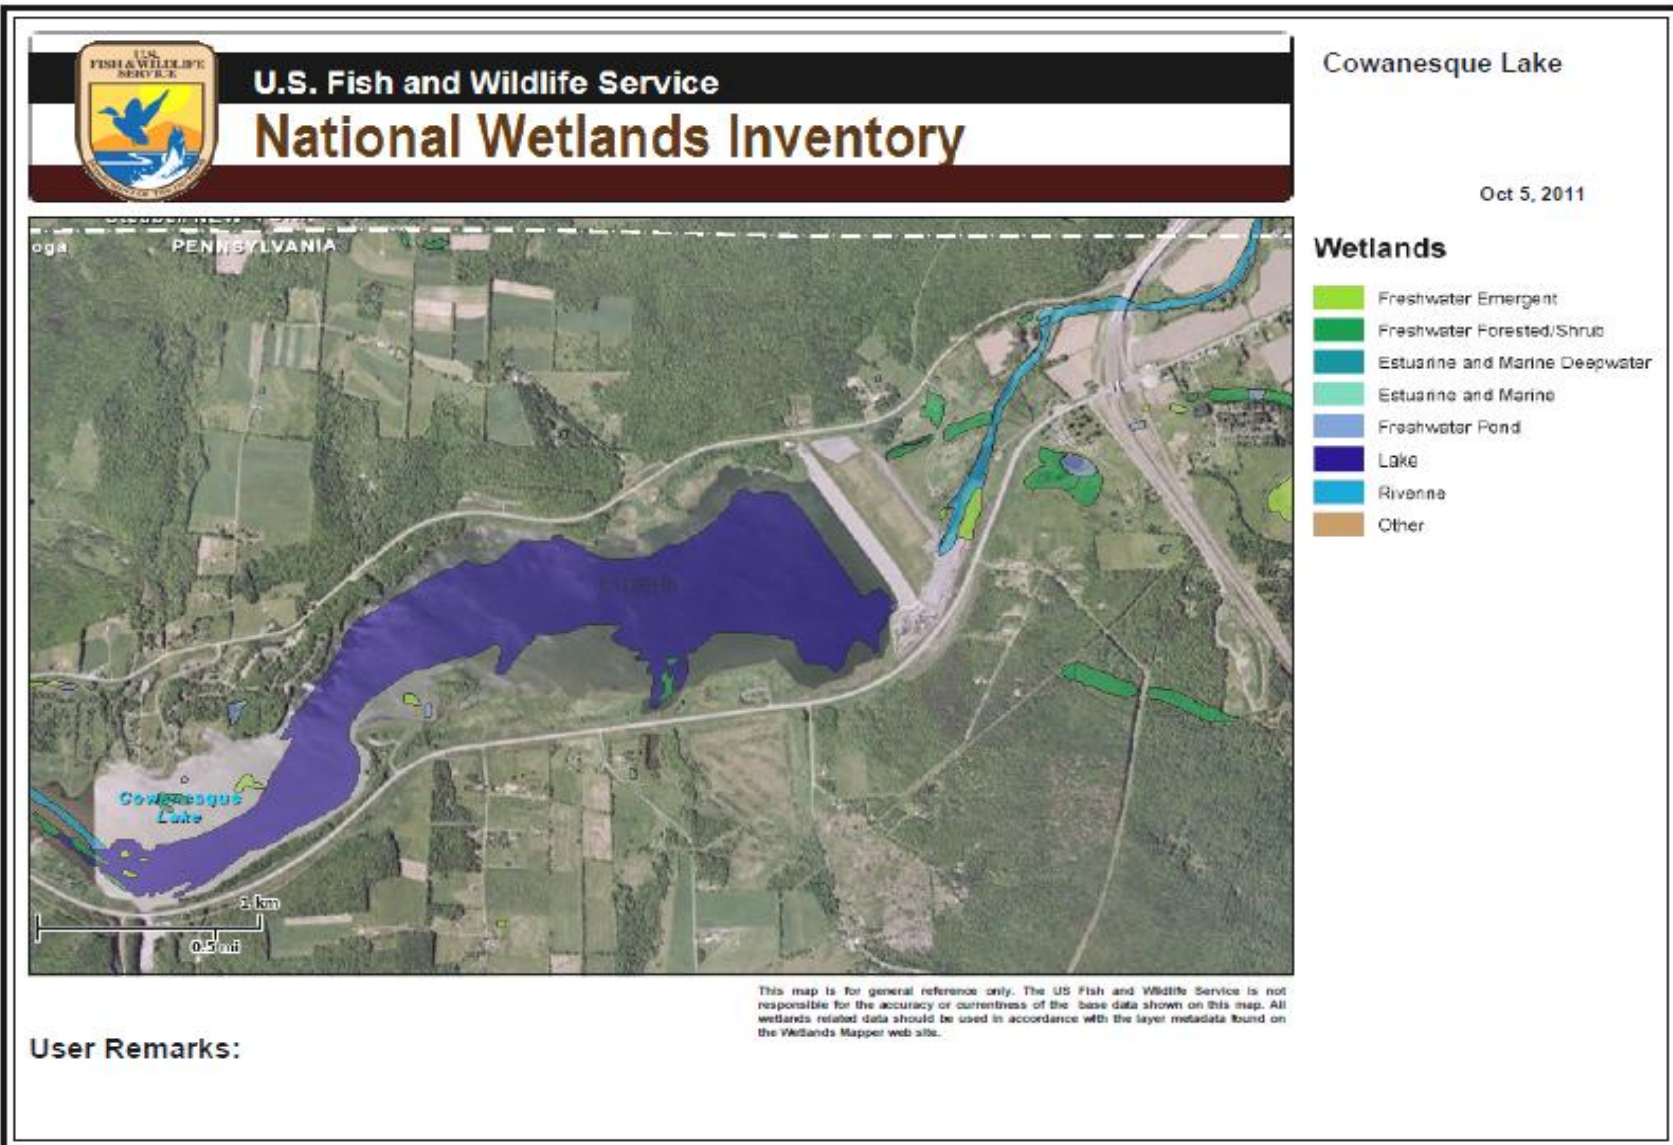 U.S.
FISH & WILDLIFE
SERVICE
U.S. Fish and Wildlife Service
National Wetlands Inventory
Cowanesque Lake
Oct 5, 2011
oga
PENNSYLVANIA
Wetlands
Freshwater Emergent
Freshwater Forested/Shrub
Estuarine and Marine Deepwater
Estuarine and Marine
Freshwater Pond
Lake
Riverine
Other
Cowanesque
Lake
1 km
0.5 mi
This map is for general reference only. The US Fish and Wildlife Service is not
responsible for the accuracy or currentness of the base data shown on this map. All
wetlands related data should be used in accordance with the layer metadata found on
the Wetlands Mapper web site.
User Remarks: